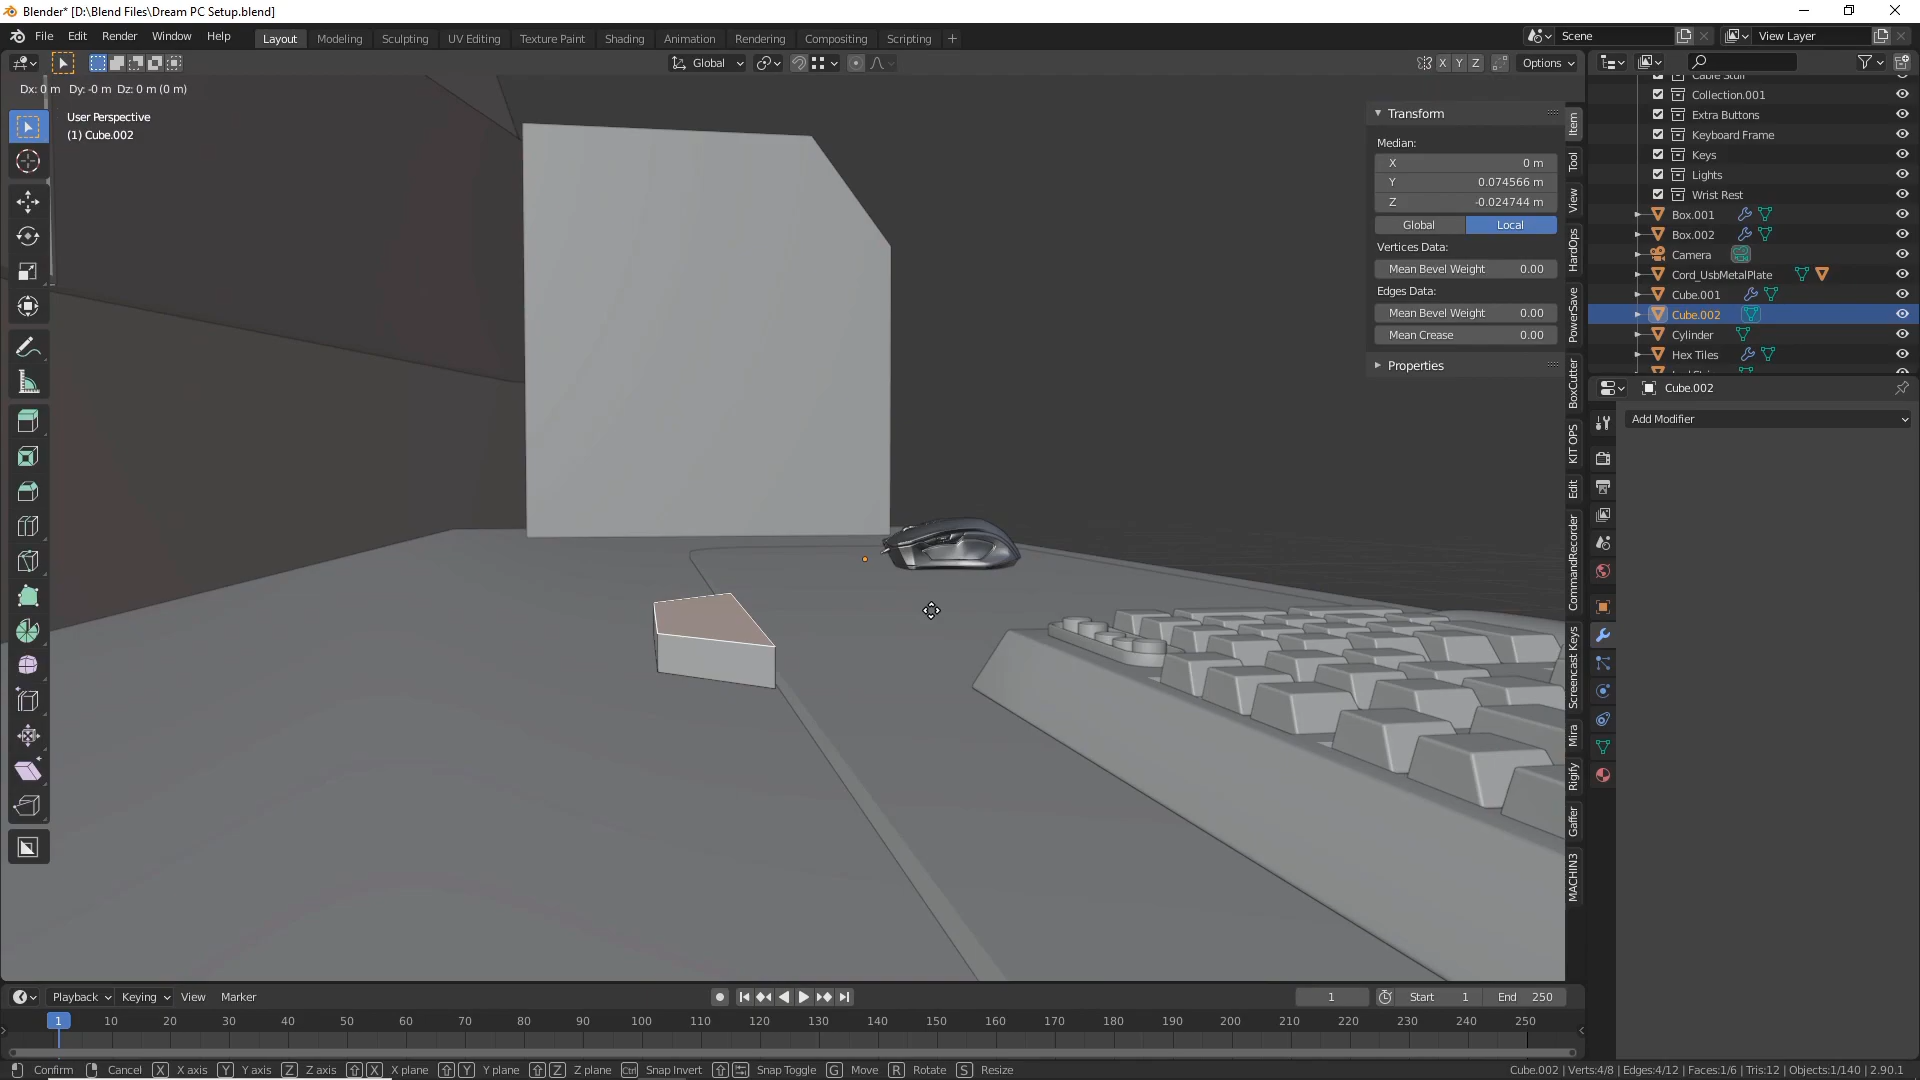 Blender* [D:\Blend Files\Dream PC Setup.blend]
File Edit Render Window Help
Layout Modeling Sculpting UV Editing Texture Paint Shading Animation Rendering Compositing Scripting +
Scene
View Layer
Global
X Y Z
Options
Dx: 0 m Dy: -0 m Dz: 0 m (0 m)
User Perspective
(1) Cube.002
Transform
Median:
X 0 m
Y 0.074566 m
Z -0.024744 m
Global Local
Vertices Data:
Mean Bevel Weight 0.00
Edges Data:
Mean Bevel Weight 0.00
Mean Crease 0.00
Properties
Item
Tool
View
HardOps
PowerSave
BoxCutter
KIT OPS
Edit
CommandRecorder
Screencast Keys
Mira
Rigify
Gaffer
MACHIN3
Cable Stuff
Collection.001
Extra Buttons
Keyboard Frame
Keys
Lights
Wrist Rest
Box.001
Box.002
Camera
Cord_UsbMetalPlate
Cube.001
Cube.002
Cylinder
Hex Tiles
Cube.002
Add Modifier
Playback Keying View Marker
1
Start 1 End 250
1 10 20 30 40 50 60 70 80 90 100 110 120 130 140 150 160 170 180 190 200 210 220 230 240 250
Confirm Cancel X X axis Y Y axis Z Z axis X X plane Y Y plane Z Z plane Ctrl Snap Invert Snap Toggle G Move R Rotate S Resize
Cube.002 | Verts:4/8 | Edges:4/12 | Faces:1/6 | Tris:12 | Objects:1/140 | 2.90.1